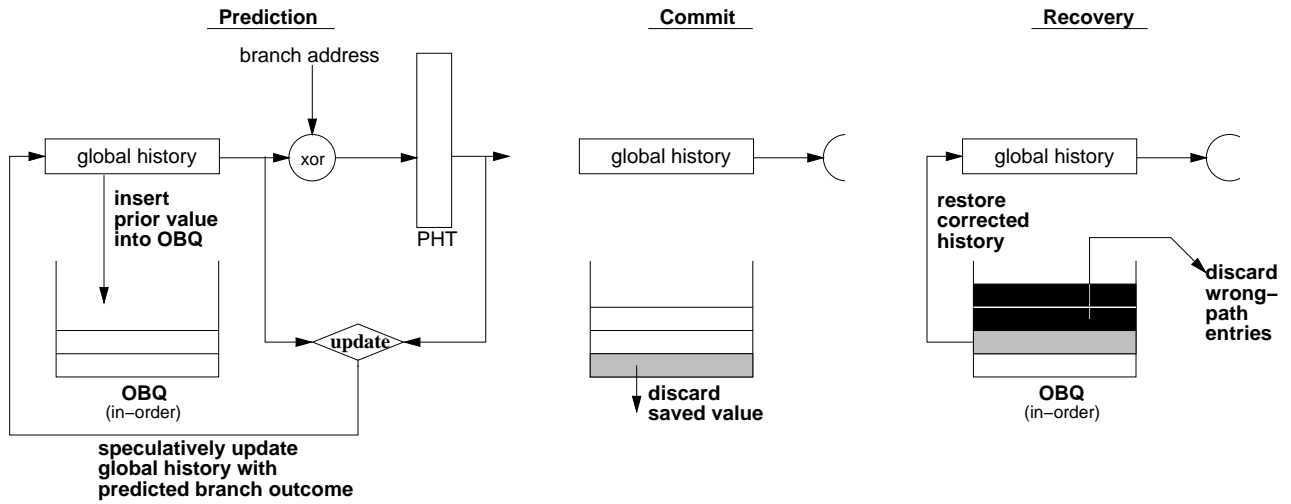 Prediction
branch address
global history
xor
insert
prior value
into OBQ
PHT
update
OBQ
(in−order)
speculatively update
global history with
predicted branch outcome
Commit
global history
discard
saved value
Recovery
global history
restore
corrected
history
discard
wrong−
path
entries
OBQ
(in−order)